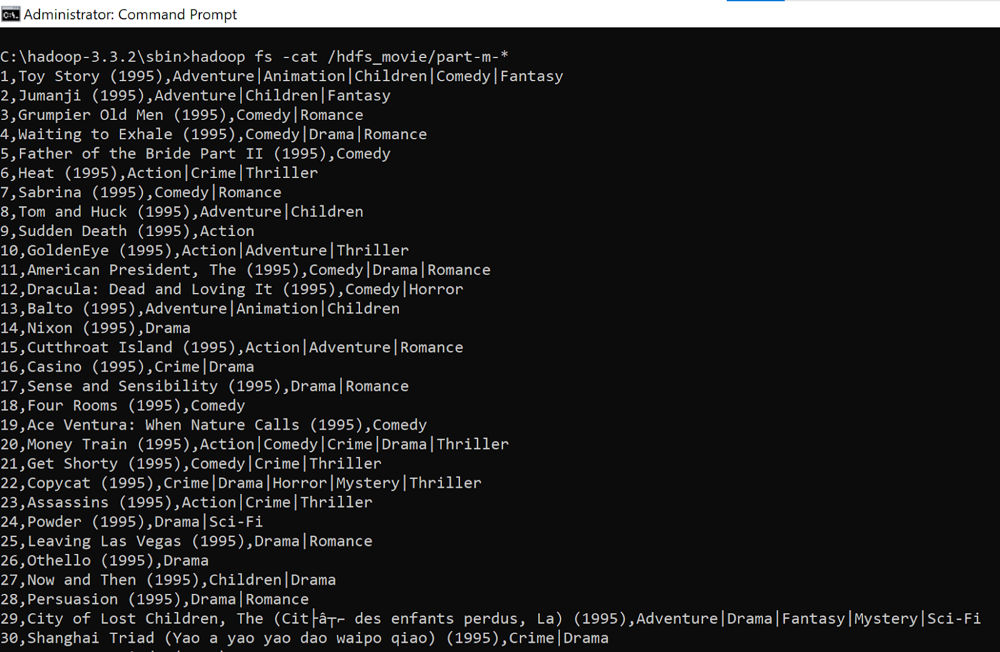 Administrator: Command Prompt
C:\hadoop-3.3.2\sbin>hadoop fs -cat /hdfs_movie/part-m-*
1,Toy Story (1995),Adventure|Animation|Children|Comedy|Fantasy
2,Jumanji (1995),Adventure|Children|Fantasy
3,Grumpier Old Men (1995),Comedy|Romance
4,Waiting to Exhale (1995),Comedy|Drama|Romance
5,Father of the Bride Part II (1995),Comedy
6,Heat (1995),Action|Crime|Thriller
7,Sabrina (1995),Comedy|Romance
8,Tom and Huck (1995),Adventure|Children
9,Sudden Death (1995),Action
10,GoldenEye (1995),Action|Adventure|Thriller
11,American President, The (1995),Comedy|Drama|Romance
12,Dracula: Dead and Loving It (1995),Comedy|Horror
13,Balto (1995),Adventure|Animation|Children
14,Nixon (1995),Drama
15,Cutthroat Island (1995),Action|Adventure|Romance
16,Casino (1995),Crime|Drama
17,Sense and Sensibility (1995),Drama|Romance
18,Four Rooms (1995),Comedy
19,Ace Ventura: When Nature Calls (1995),Comedy
20,Money Train (1995),Action|Comedy|Crime|Drama|Thriller
21,Get Shorty (1995),Comedy|Crime|Thriller
22,Copycat (1995),Crime|Drama|Horror|Mystery|Thriller
23,Assassins (1995),Action|Crime|Thriller
24,Powder (1995),Drama|Sci-Fi
25,Leaving Las Vegas (1995),Drama|Romance
26,Othello (1995),Drama
27,Now and Then (1995),Children|Drama
28,Persuasion (1995),Drama|Romance
29,City of Lost Children, The (Cit├â┬⌐ des enfants perdus, La) (1995),Adventure|Drama|Fantasy|Mystery|Sci-Fi
30,Shanghai Triad (Yao a yao yao dao waipo qiao) (1995),Crime|Drama